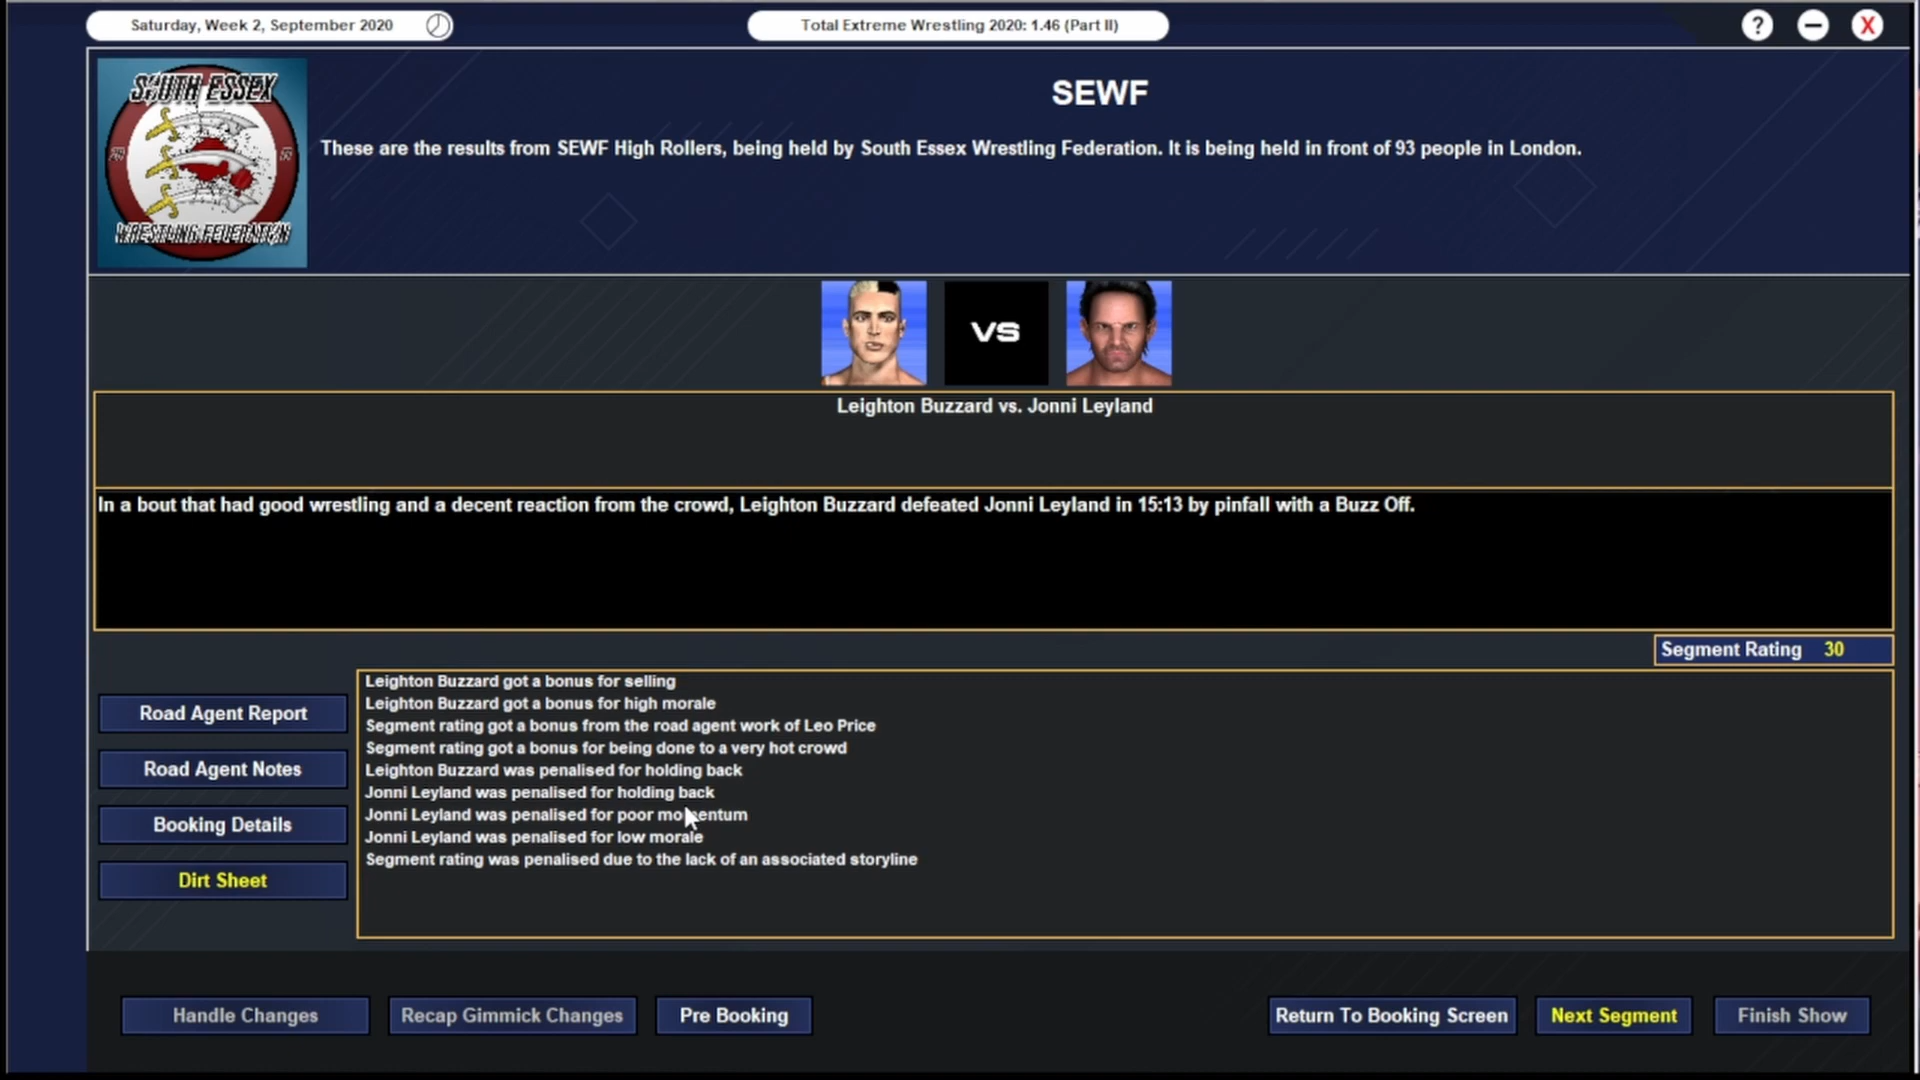 Saturday, Week 2, September 2020
Total Extreme Wrestling 2020: 1.46 (Part II)
?
X
SOUTH ESSEX
WRESTLING FEDERATION
SEWF
These are the results from SEWF High Rollers, being held by South Essex Wrestling Federation. It is being held in front of 93 people in London.
VS
Leighton Buzzard vs. Jonni Leyland
In a bout that had good wrestling and a decent reaction from the crowd, Leighton Buzzard defeated Jonni Leyland in 15:13 by pinfall with a Buzz Off.
Segment Rating 30
Road Agent Report
Road Agent Notes
Booking Details
Dirt Sheet
Leighton Buzzard got a bonus for selling
Leighton Buzzard got a bonus for high morale
Segment rating got a bonus from the road agent work of Leo Price
Segment rating got a bonus for being done to a very hot crowd
Leighton Buzzard was penalised for holding back
Jonni Leyland was penalised for holding back
Jonni Leyland was penalised for poor momentum
Jonni Leyland was penalised for low morale
Segment rating was penalised due to the lack of an associated storyline
Handle Changes
Recap Gimmick Changes
Pre Booking
Return To Booking Screen
Next Segment
Finish Show